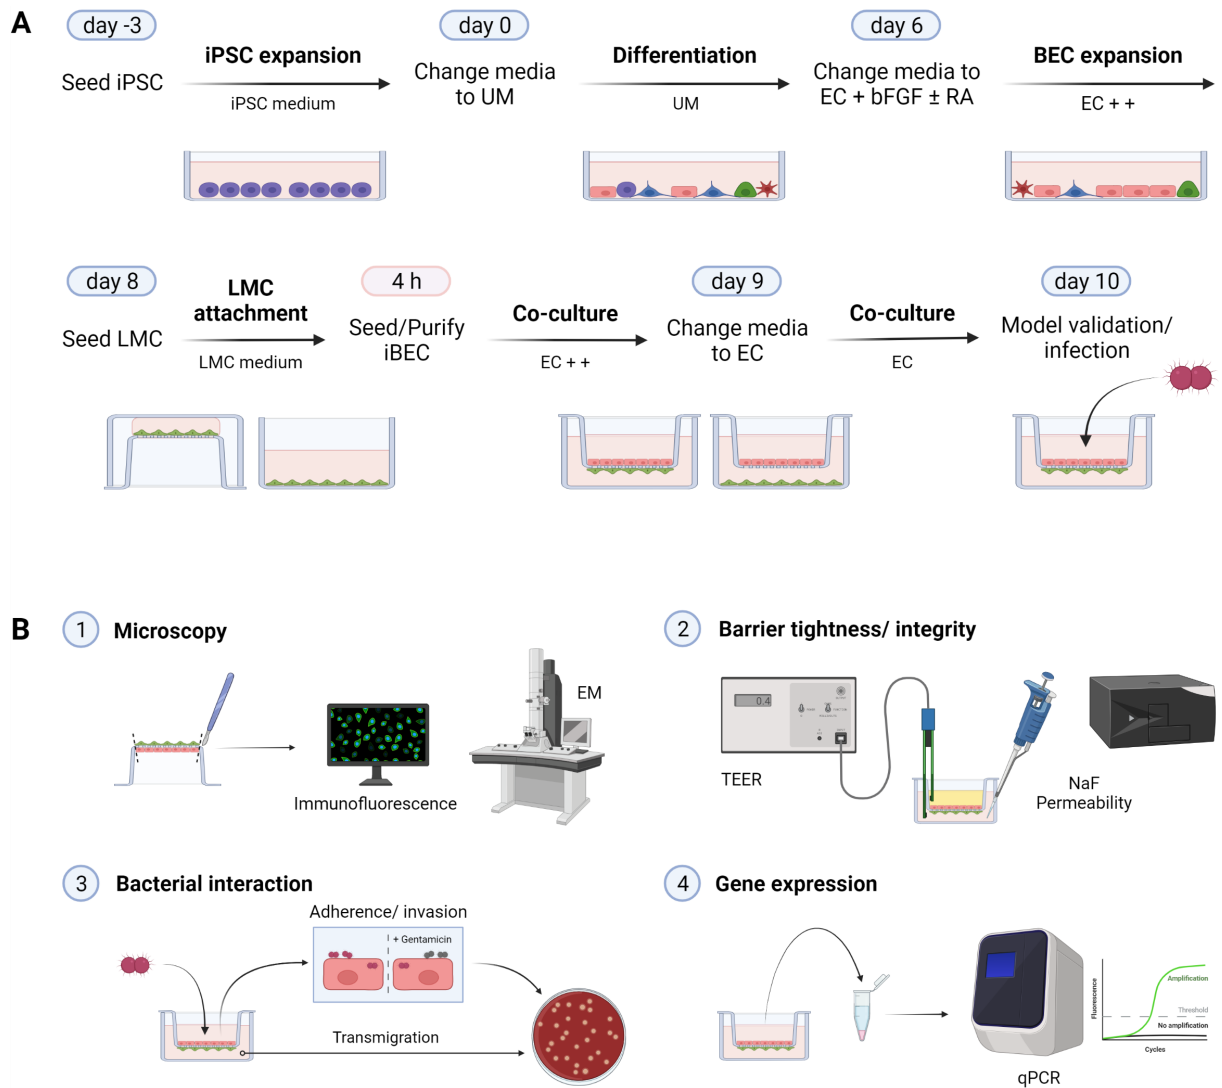 A
day -3
Seed iPSC
iPSC expansion
iPSC medium
day 0
Change media
to UM
Differentiation
UM
day 6
Change media to
EC + bFGF ± RA
BEC expansion
EC + +
day 8
Seed LMC
LMC
attachment
LMC medium
4 h
Seed/Purify
iBEC
Co-culture
EC + +
day 9
Change media
to EC
Co-culture
EC
day 10
Model validation/
infection
B
1
Microscopy
Immunofluorescence
EM
2
Barrier tightness/ integrity
0.4
TEER
NaF
Permeability
3
Bacterial interaction
Adherence/ invasion
+ Gentamicin
Transmigration
4
Gene expression
qPCR
Fluorescence
Amplification
Threshold
No amplification
Cycles